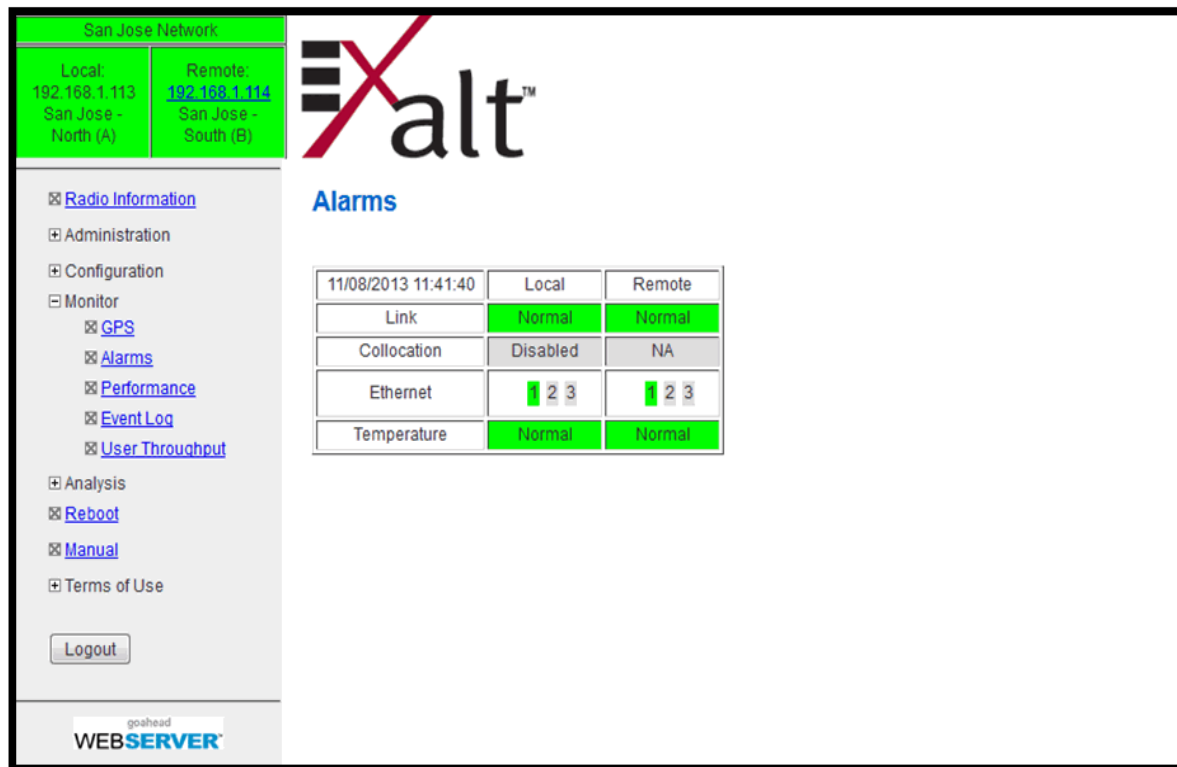 San Jose Network
Local:
192.168.1.113
San Jose -
North (A)
Remote:
192.168.1.114
San Jose -
South (B)
EXalt™
Radio Information
Administration
Configuration
Monitor
GPS
Alarms
Performance
Event Log
User Throughput
Analysis
Reboot
Manual
Terms of Use
Logout
goahead
WEBSERVER™
Alarms
11/08/2013 11:41:40 Local Remote
Link Normal Normal
Collocation Disabled NA
Ethernet 1 2 3 1 2 3
Temperature Normal Normal